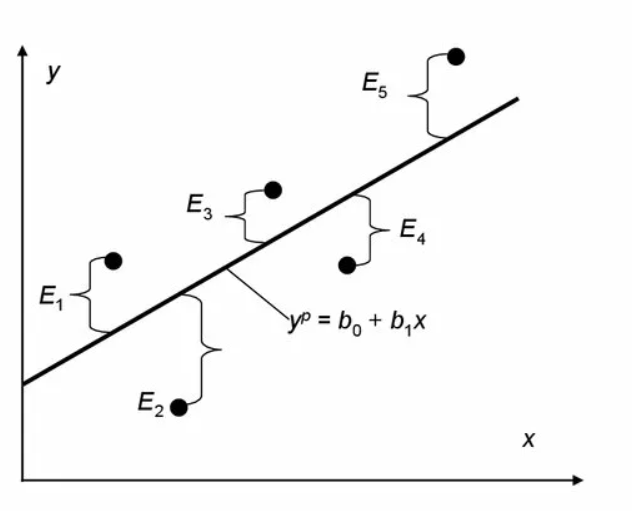 y
E₅
E₃
E₄
E₁
yᵖ = b₀ + b₁x
E₂
x